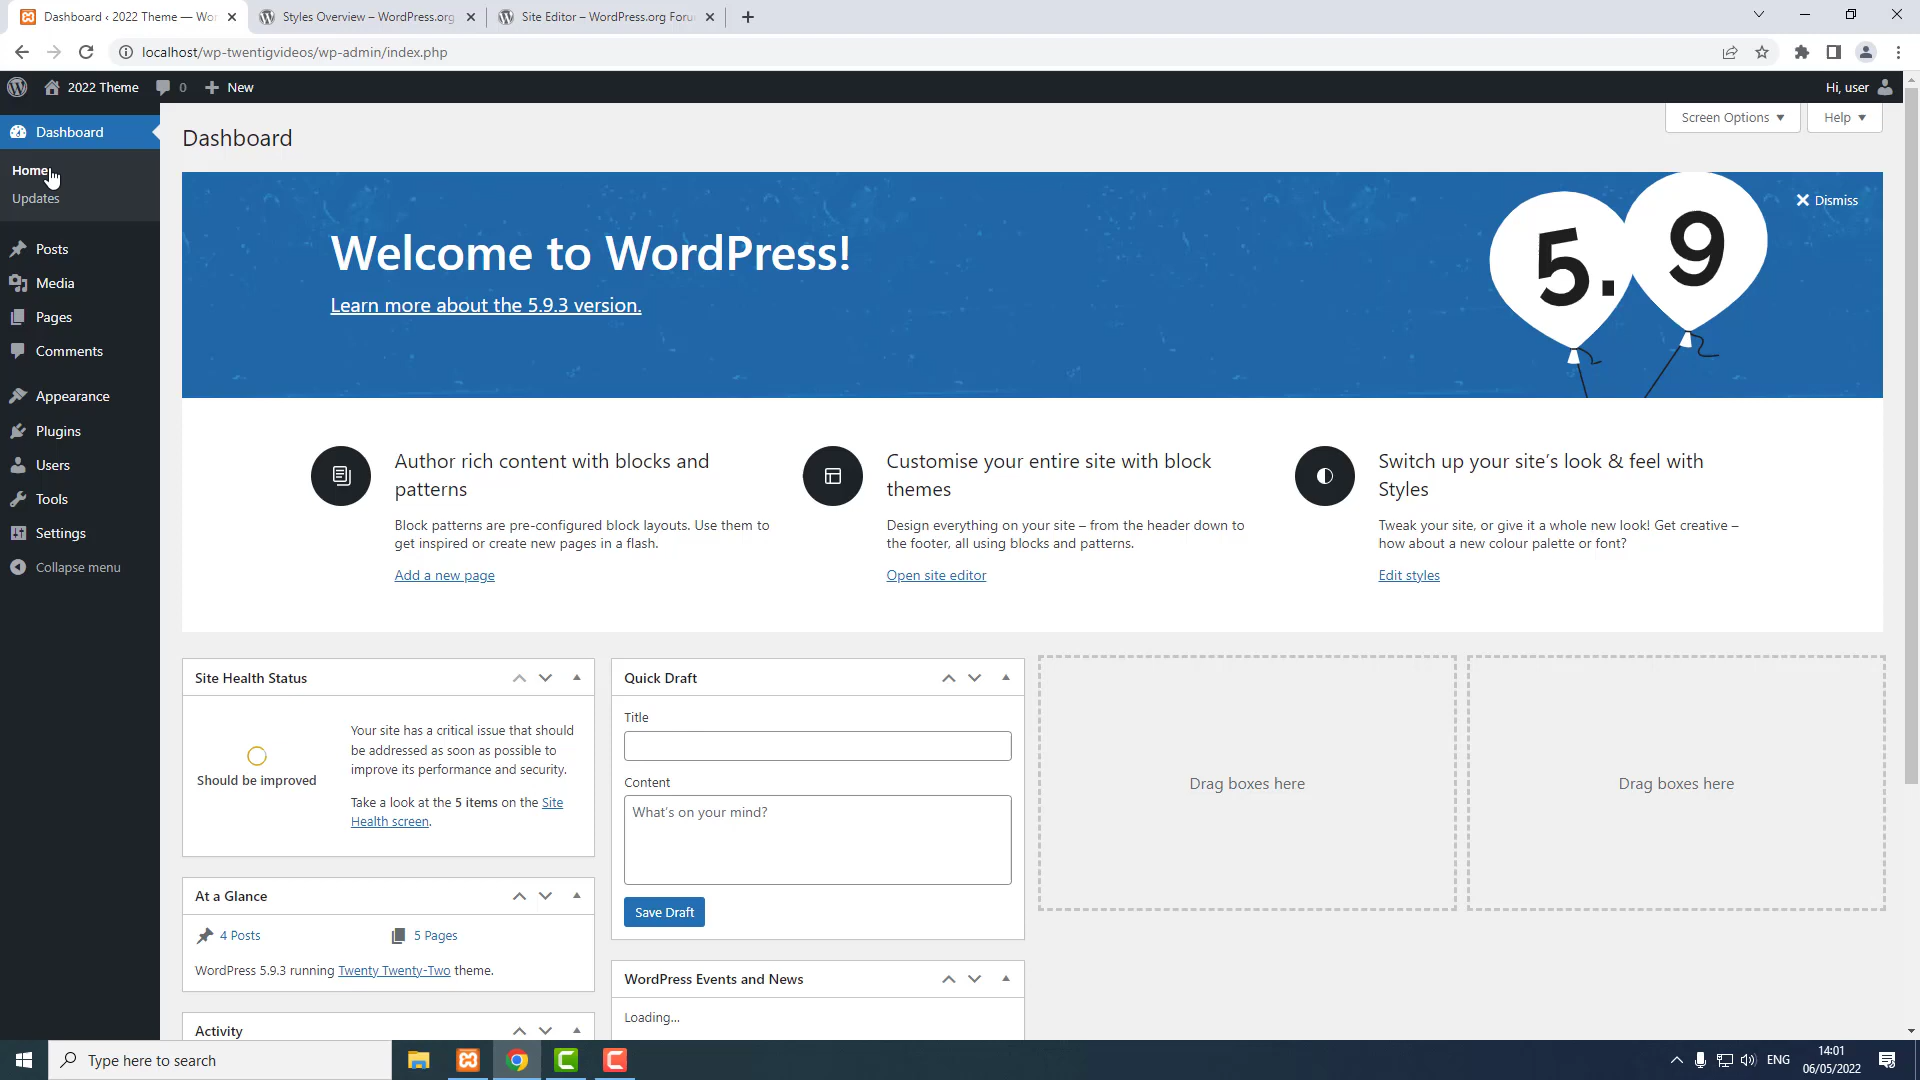 Dashboard ‹ 2022 Theme — Wor
Styles Overview – WordPress.org
Site Editor – WordPress.org Foru
localhost/wp-twentigvideos/wp-admin/index.php
2022 Theme
0
New
Hi, user
Dashboard
Home
Updates
Posts
Media
Pages
Comments
Appearance
Plugins
Users
Tools
Settings
Collapse menu
Dashboard
Screen Options
Help
Welcome to WordPress!
Learn more about the 5.9.3 version.
5.9
Dismiss
Author rich content with blocks and
patterns
Block patterns are pre-configured block layouts. Use them to
get inspired or create new pages in a flash.
Add a new page
Customise your entire site with block
themes
Design everything on your site – from the header down to
the footer, all using blocks and patterns.
Open site editor
Switch up your site’s look & feel with
Styles
Tweak your site, or give it a whole new look! Get creative –
how about a new colour palette or font?
Edit styles
Site Health Status
Should be improved
Your site has a critical issue that should
be addressed as soon as possible to
improve its performance and security.
Take a look at the 5 items on the Site
Health screen.
At a Glance
4 Posts
5 Pages
WordPress 5.9.3 running Twenty Twenty-Two theme.
Activity
Quick Draft
Title
Content
What’s on your mind?
Save Draft
WordPress Events and News
Loading...
Drag boxes here
Drag boxes here
Type here to search
ENG
14:01
06/05/2022